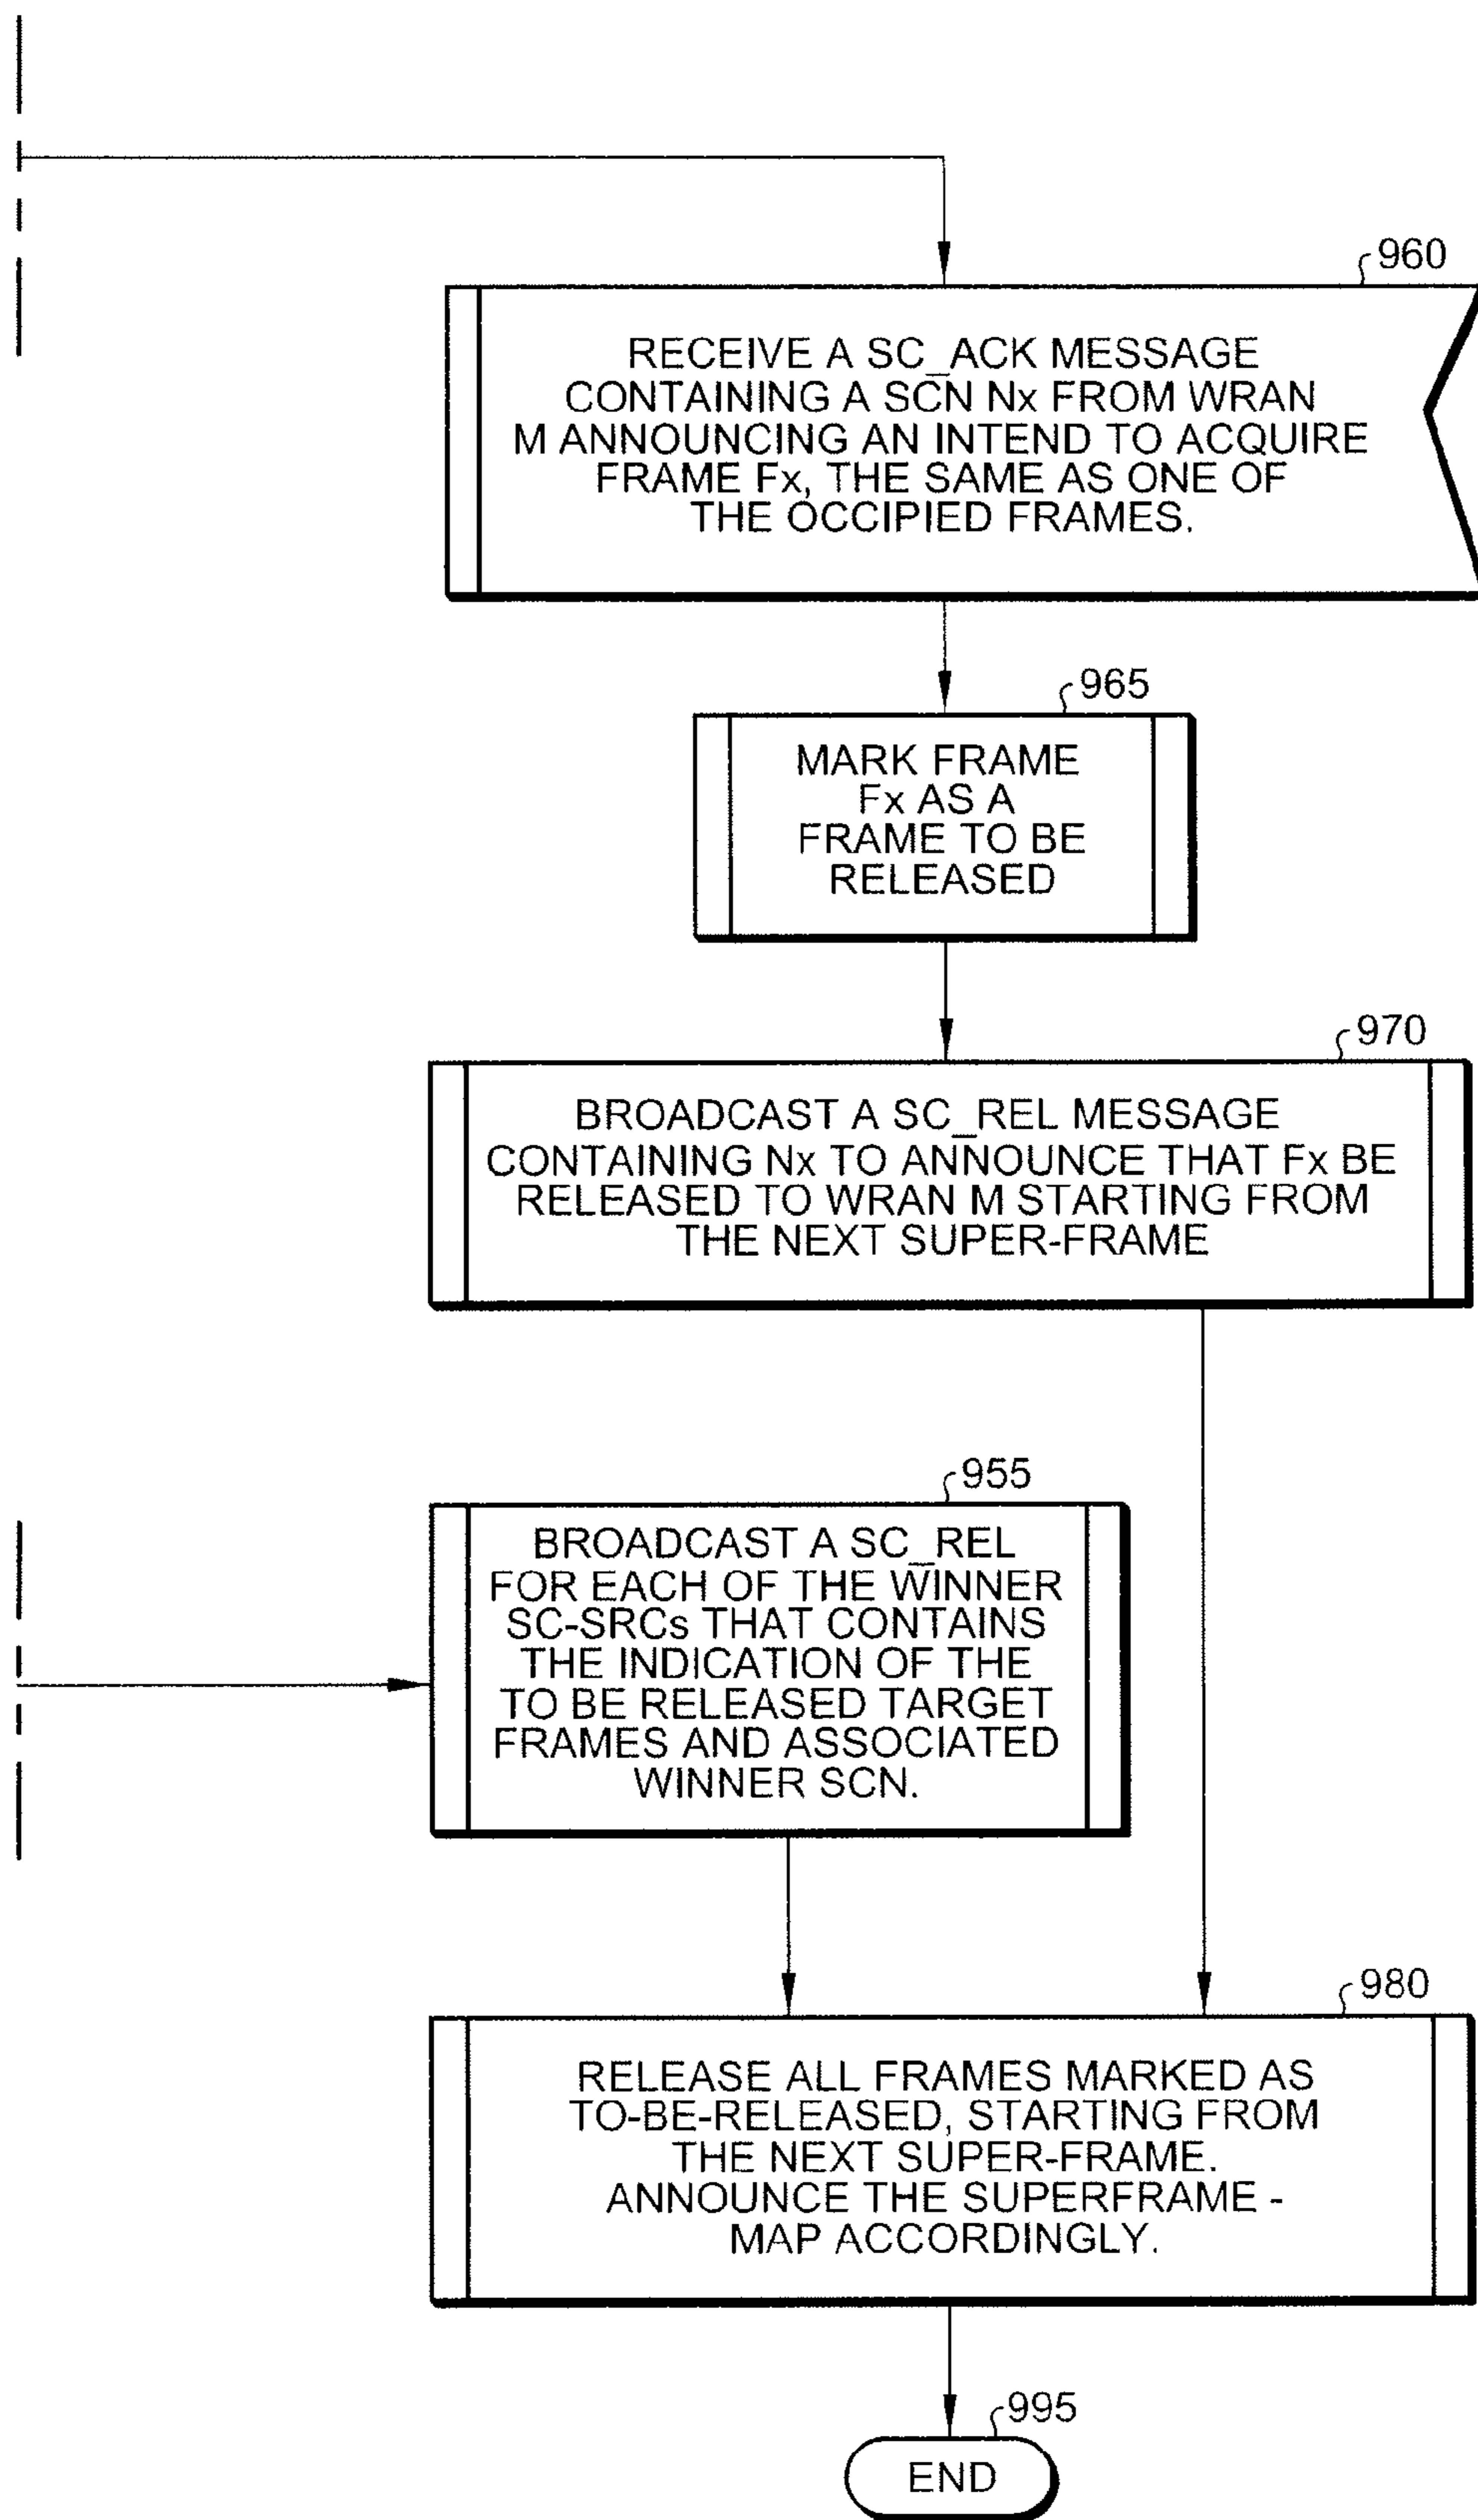 960
RECEIVE A SC_ACK MESSAGE
CONTAINING A SCN Nx FROM WRAN
M ANNOUNCING AN INTEND TO ACQUIRE
FRAME Fx, THE SAME AS ONE OF
THE OCCIPIED FRAMES.
965
MARK FRAME
Fx AS A
FRAME TO BE
RELEASED
970
BROADCAST A SC_REL MESSAGE
CONTAINING Nx TO ANNOUNCE THAT Fx BE
RELEASED TO WRAN M STARTING FROM
THE NEXT SUPER-FRAME
955
BROADCAST A SC_REL
FOR EACH OF THE WINNER
SC-SRCs THAT CONTAINS
THE INDICATION OF THE
TO BE RELEASED TARGET
FRAMES AND ASSOCIATED
WINNER SCN.
980
RELEASE ALL FRAMES MARKED AS
TO-BE-RELEASED, STARTING FROM
THE NEXT SUPER-FRAME.
ANNOUNCE THE SUPERFRAME -
MAP ACCORDINGLY.
995
END